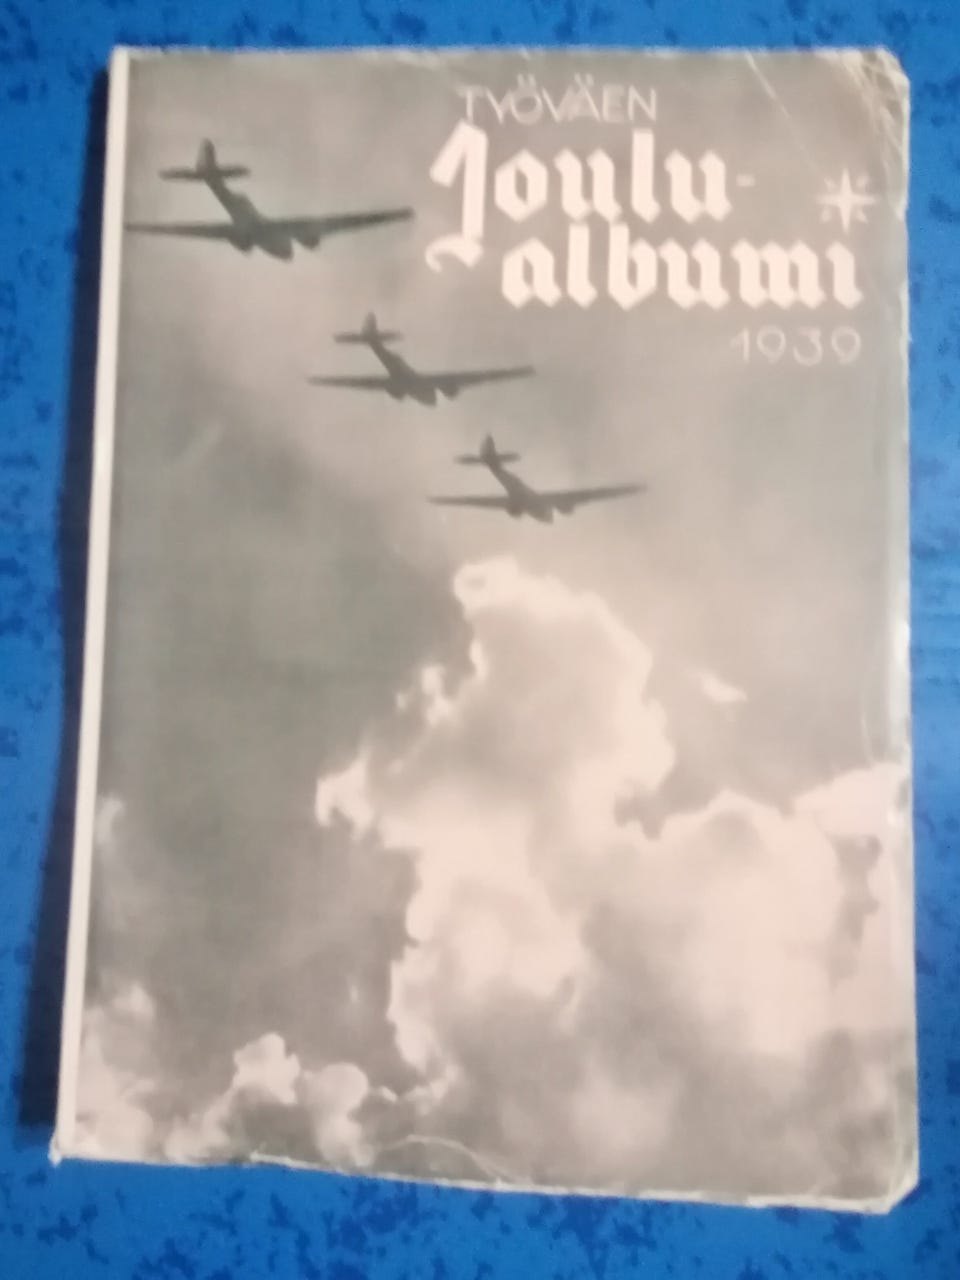 TYÖVÄEN
Joulu-
albumi
1939